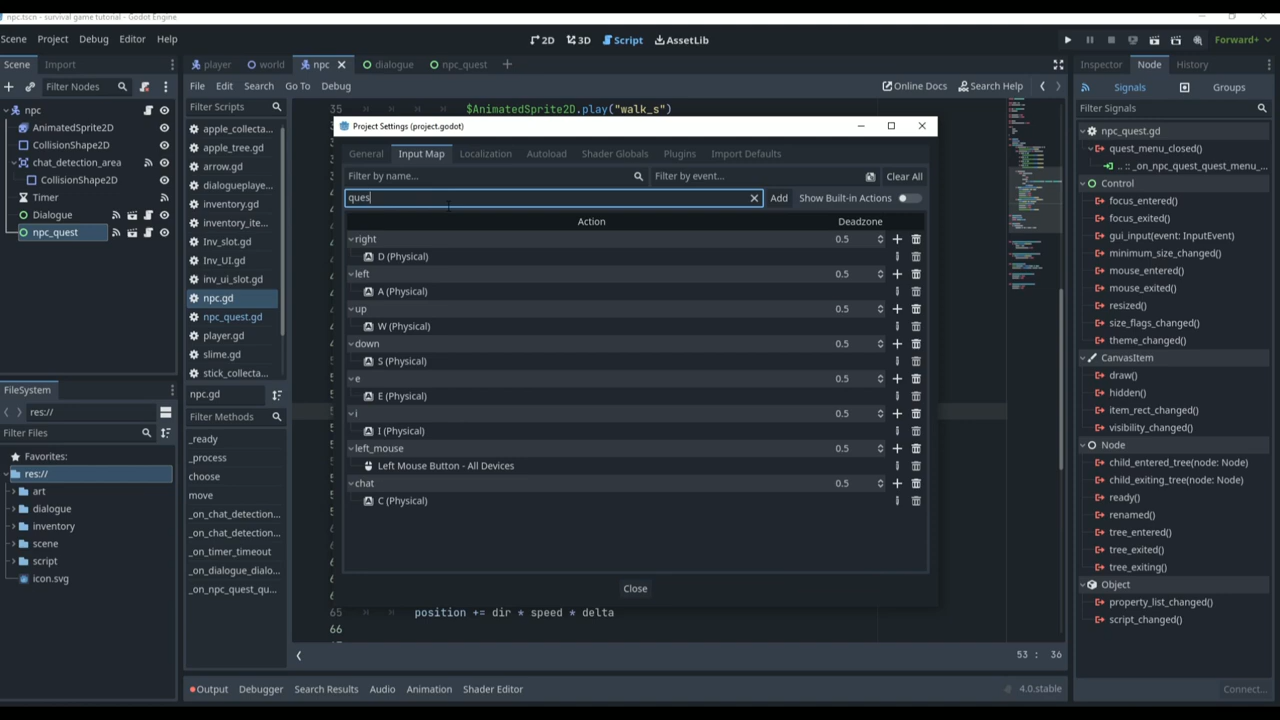 npc.tscn - survival game tutorial - Godot Engine
Scene Project Debug Editor Help
2D 3D Script AssetLib
Forward+
Scene Import
player world npc dialogue npc_quest
Inspector Node History
Filter Nodes
File Edit Search Go To Debug
Online Docs Search Help
Signals Groups
npc
AnimatedSprite2D
CollisionShape2D
chat_detection_area
CollisionShape2D
Timer
Dialogue
npc_quest
Filter Scripts
apple_collecta...
apple_tree.gd
arrow.gd
dialogueplaye...
inventory.gd
inventory_ite...
Inv_slot.gd
Inv_UI.gd
inv_ui_slot.gd
npc.gd
npc_quest.gd
player.gd
slime.gd
stick_collecta...
npc.gd
Filter Methods
_ready
_process
choose
move
_on_chat_detection...
_on_chat_detection...
_on_timer_timeout
_on_dialogue_dialo...
_on_npc_quest_qu...
FileSystem
res://
Filter Files
Favorites:
res://
art
dialogue
inventory
scene
script
icon.svg
35 $AnimatedSprite2D.play("walk_s")
Project Settings (project.godot)
General Input Map Localization Autoload Shader Globals Plugins Import Defaults
Filter by name... Filter by event... Clear All
ques Add Show Built-in Actions
Action Deadzone
right 0.5
D (Physical)
left 0.5
A (Physical)
up 0.5
W (Physical)
down 0.5
S (Physical)
e 0.5
E (Physical)
i 0.5
I (Physical)
left_mouse 0.5
Left Mouse Button - All Devices
chat 0.5
C (Physical)
Close
65 position += dir * speed * delta
66
53 : 36
Output Debugger Search Results Audio Animation Shader Editor
4.0.stable
Filter Signals
npc_quest.gd
quest_menu_closed()
.. :: _on_npc_quest_quest_menu_...
Control
focus_entered()
focus_exited()
gui_input(event: InputEvent)
minimum_size_changed()
mouse_entered()
mouse_exited()
resized()
size_flags_changed()
theme_changed()
CanvasItem
draw()
hidden()
item_rect_changed()
visibility_changed()
Node
child_entered_tree(node: Node)
child_exiting_tree(node: Node)
ready()
renamed()
tree_entered()
tree_exited()
tree_exiting()
Object
property_list_changed()
script_changed()
Connect...